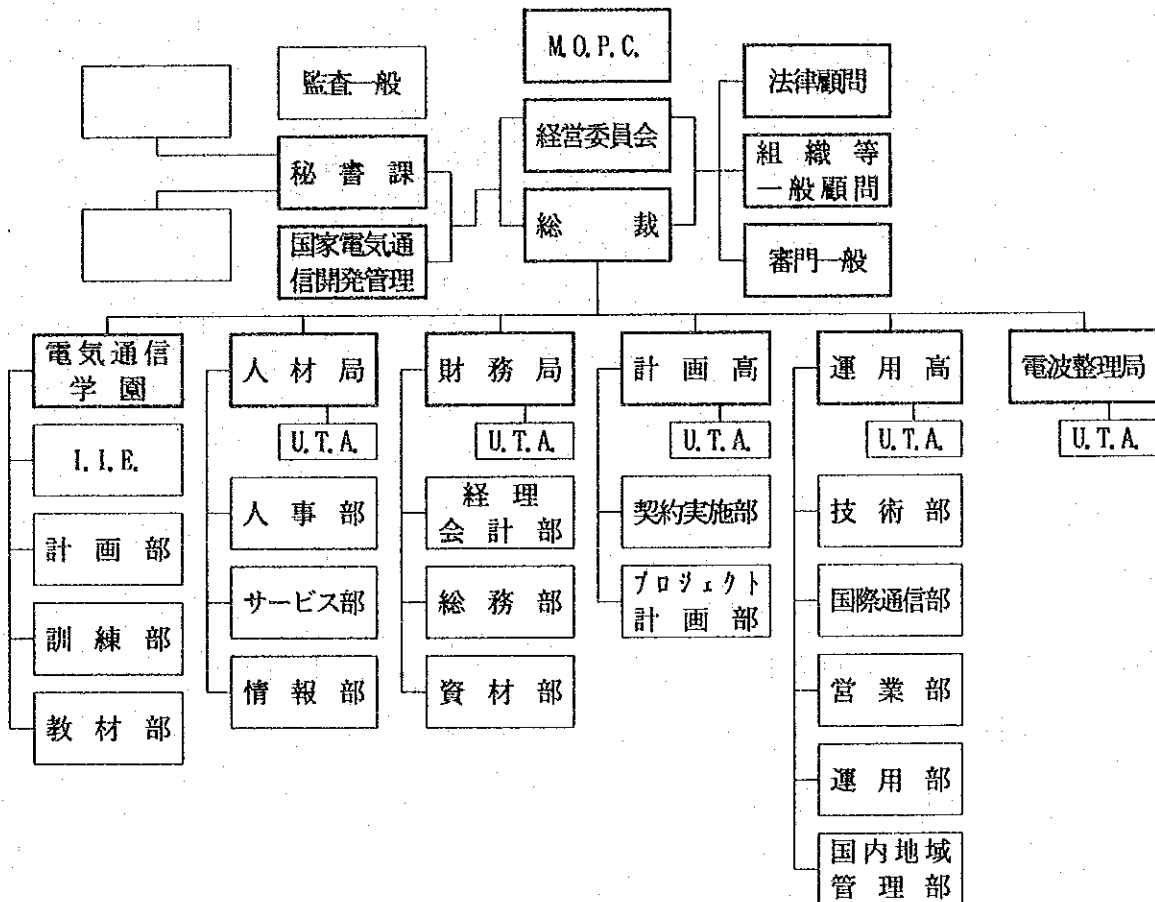 M.O.P.C.
監査一般
法律顧問
経営委員会
秘書課
組織等
一般顧問
総裁
国家電気通
信開発管理
審門一般
電気通信
学園
人材局
財務局
計画高
運用高
電波整理局
U.T.A.
U.T.A.
U.T.A.
U.T.A.
U.T.A.
I.I.E.
人事部
経理
会計部
契約実施部
技術部
計画部
サービス部
総務部
プロジェクト
計画部
国際通信部
訓練部
情報部
資材部
営業部
教材部
運用部
国内地域
管理部